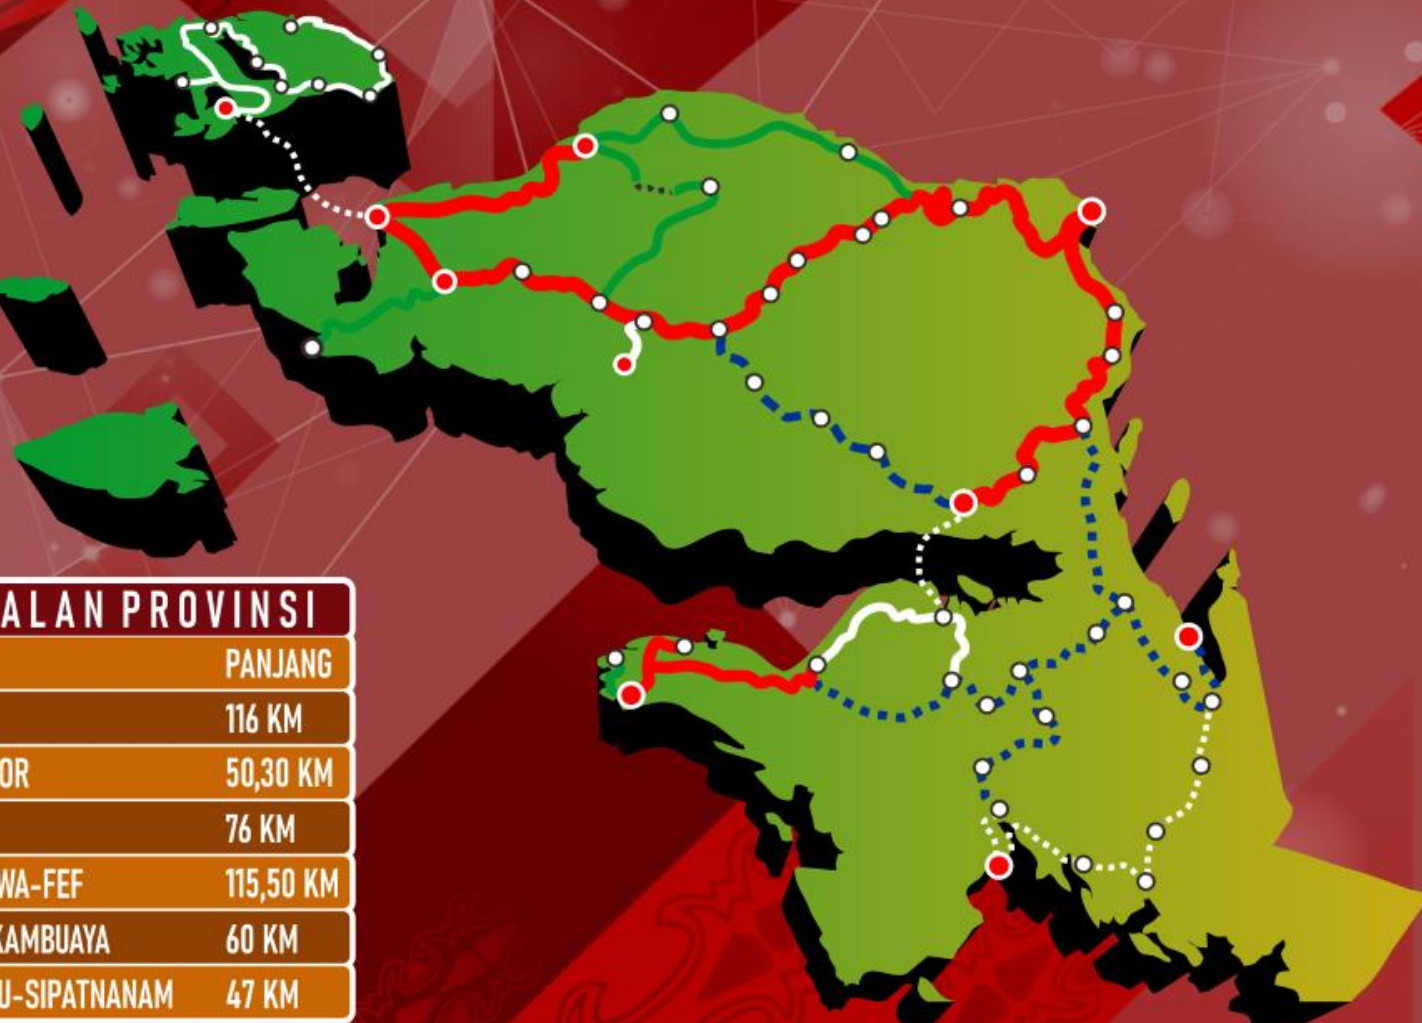 ALAN PROVINSI
PANJANG
116 KM
OR 50,30 KM
76 KM
WA-FEF 115,50 KM
KAMBUAYA 60 KM
U-SIPATNANAM 47 KM